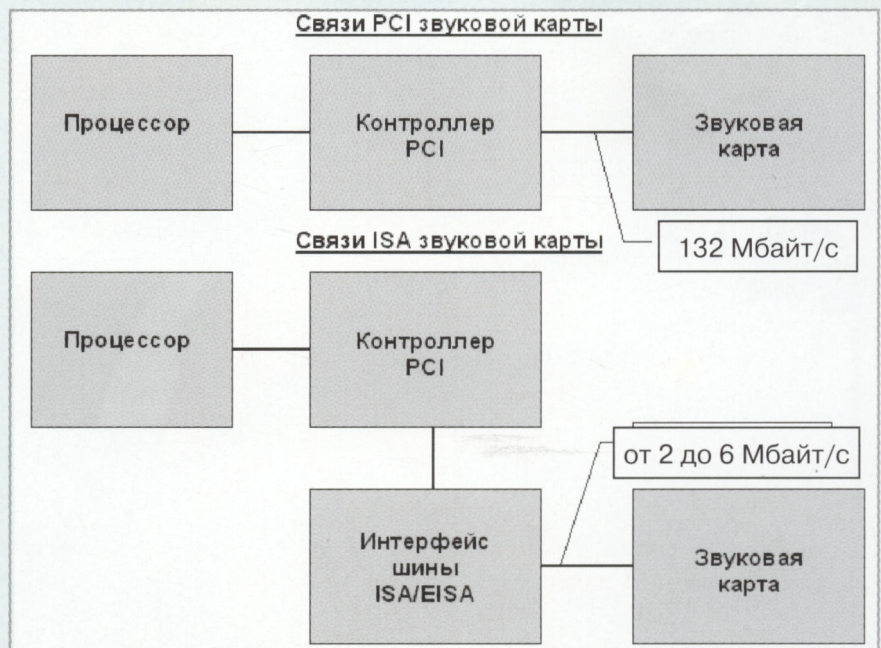 Связи PCI звуковой карты
Процессор
Контроллер
PCI
Звуковая
карта
132 Мбайт/с
Связи ISA звуковой карты
Процессор
Контроллер
PCI
от 2 до 6 Мбайт/с
Интерфейс
шины
ISA/EISA
Звуковая
карта